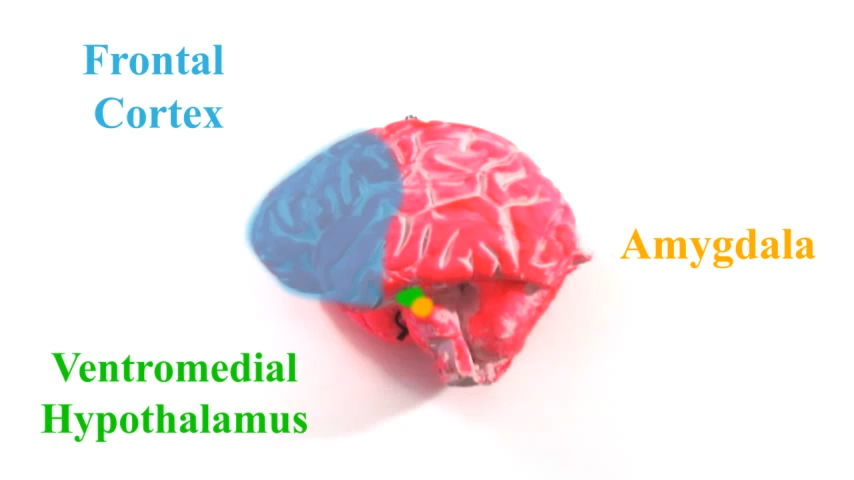 Frontal
Cortex
Amygdala
Ventromedial
Hypothalamus